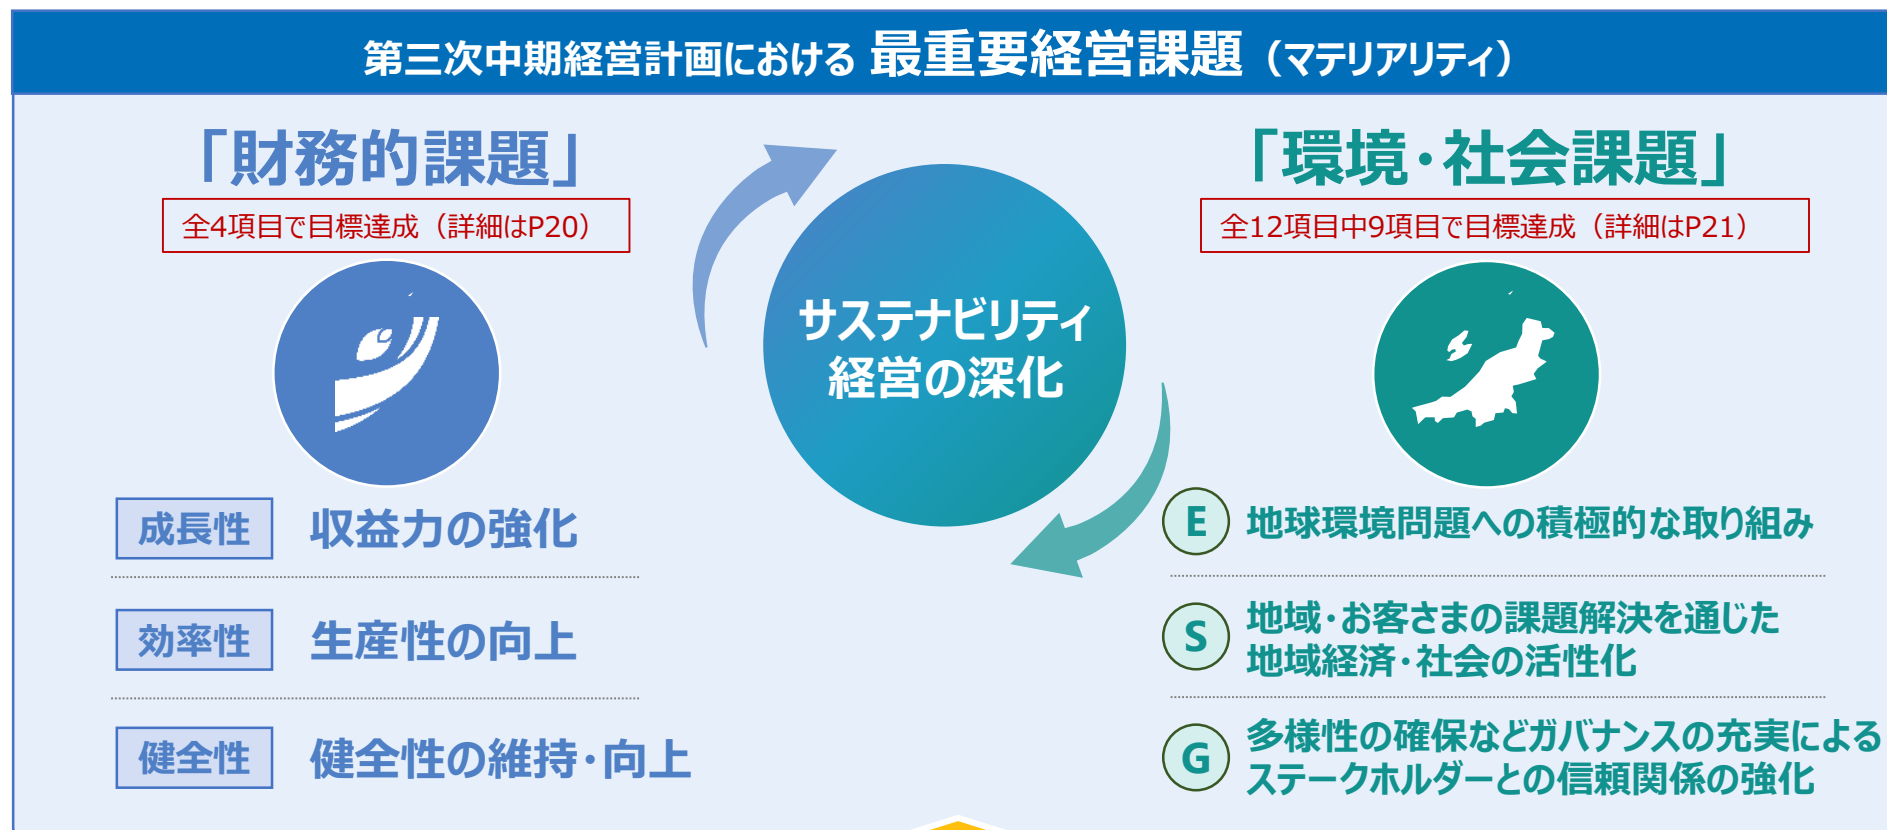 第三次中期経営計画における 最重要経営課題（マテリアリティ）
「財務的課題」
全4項目で目標達成（詳細はP20）
成長性 収益力の強化
効率性 生産性の向上
健全性 健全性の維持・向上
サステナビリティ
経営の深化
「環境・社会課題」
全12項目中9項目で目標達成（詳細はP21）
E 地球環境問題への積極的な取り組み
S 地域・お客さまの課題解決を通じた
地域経済・社会の活性化
G 多様性の確保などガバナンスの充実による
ステークホルダーとの信頼関係の強化